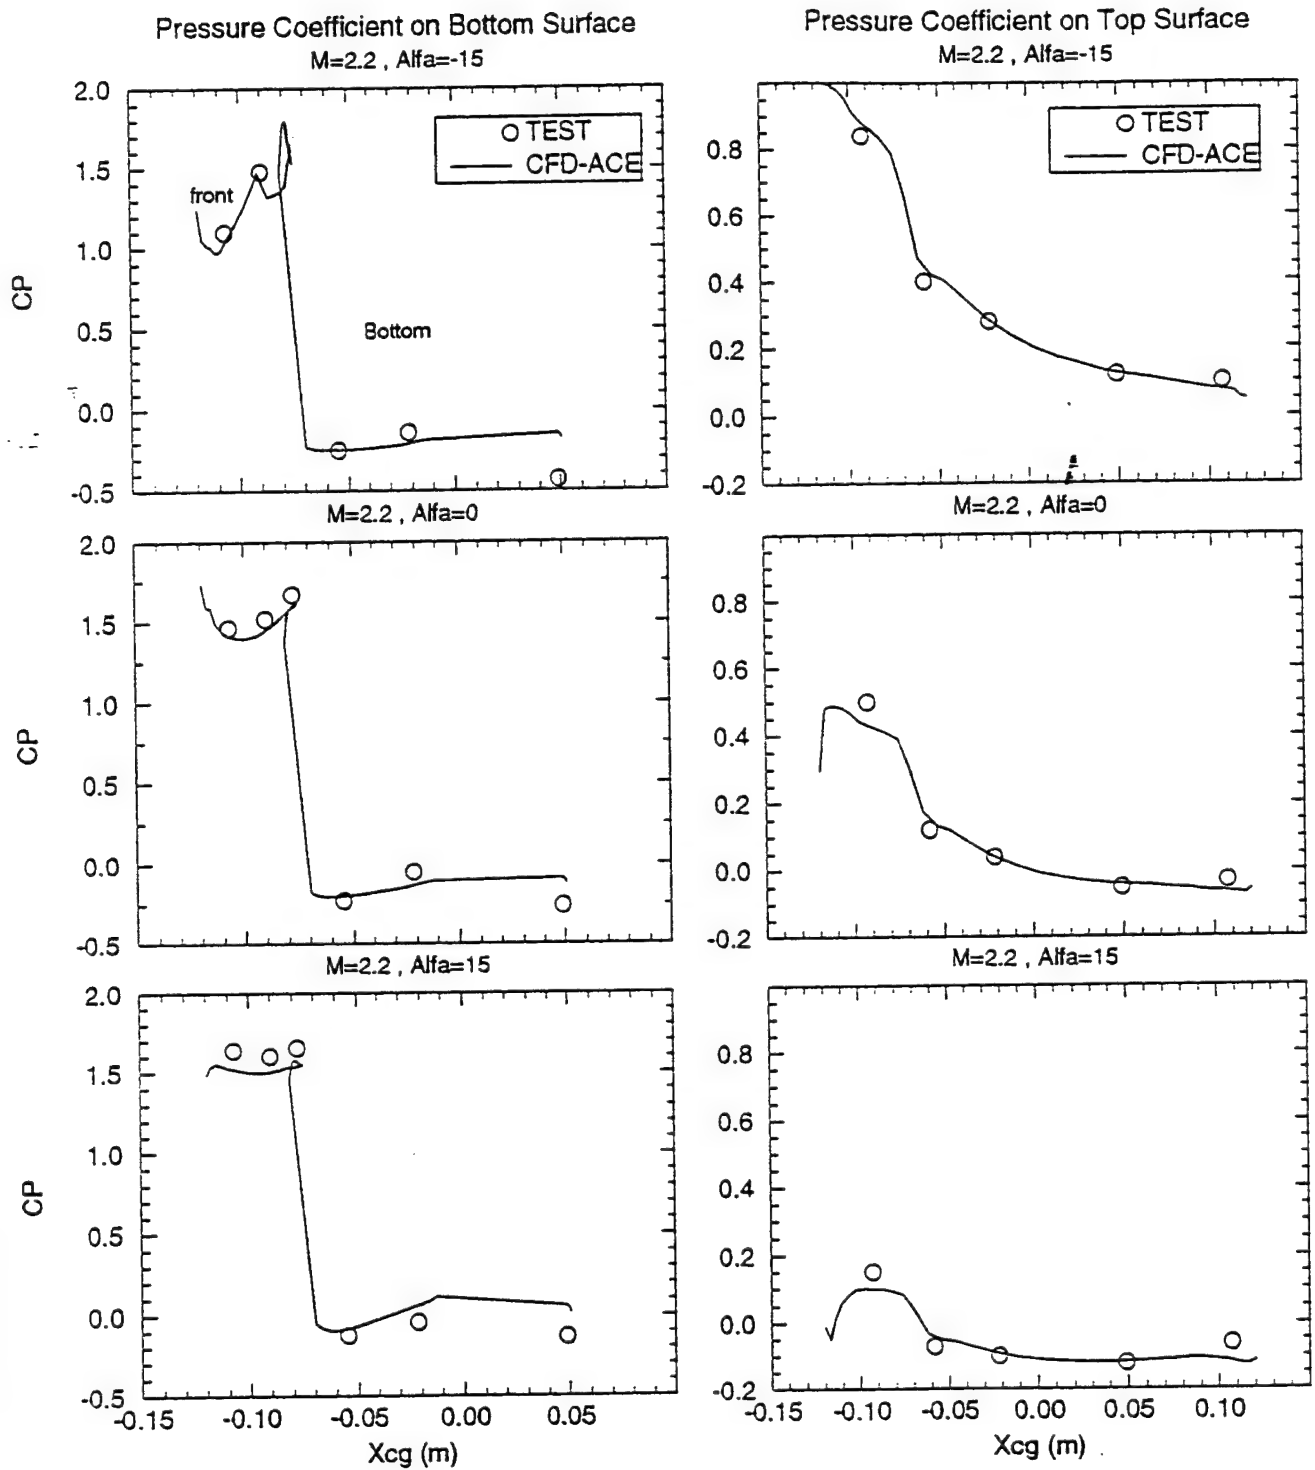 Pressure Coefficient on Bottom Surface
M=2.2 , Alfa=-15
2.0
1.5
1.0
0.5
0.0
-0.5
CP
TEST
CFD-ACE
front
Bottom
Pressure Coefficient on Top Surface
M=2.2 , Alfa=-15
0.8
0.6
0.4
0.2
0.0
-0.2
TEST
CFD-ACE
M=2.2 , Alfa=0
2.0
1.5
1.0
0.5
0.0
-0.5
CP
M=2.2 , Alfa=0
0.8
0.6
0.4
0.2
0.0
-0.2
M=2.2 , Alfa=15
2.0
1.5
1.0
0.5
0.0
-0.5
CP
-0.15 -0.10 -0.05 0.00 0.05
Xcg (m)
M=2.2 , Alfa=15
0.8
0.6
0.4
0.2
0.0
-0.2
-0.15 -0.10 -0.05 0.00 0.05 0.10
Xcg (m)